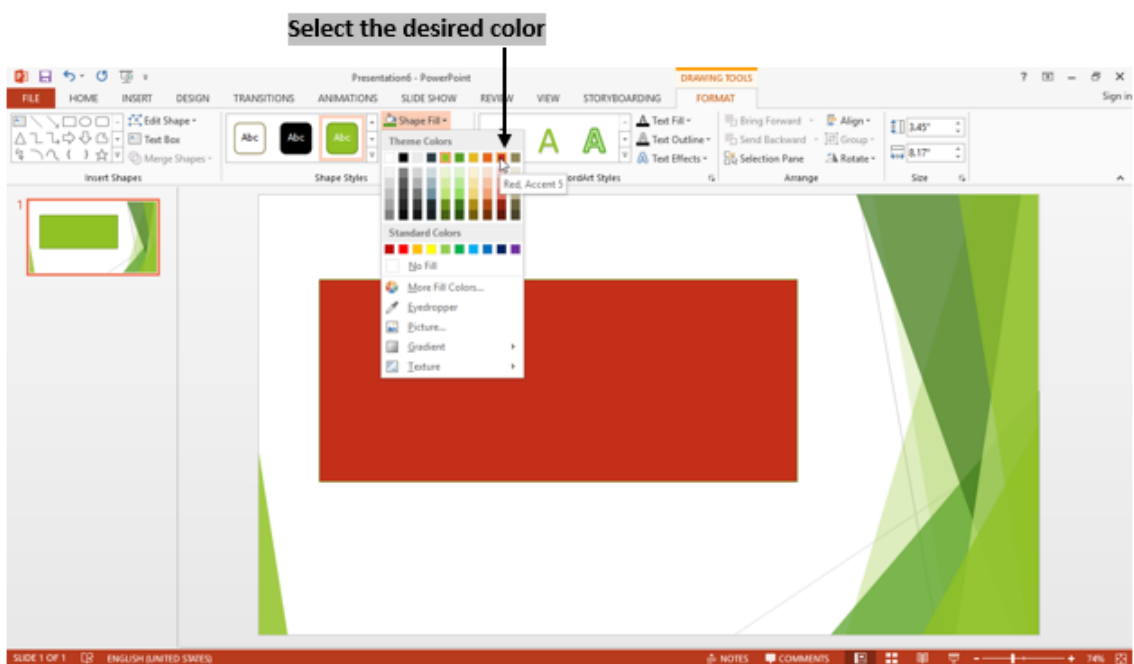 Select the desired color
Presentation6 - PowerPoint
DRAWING TOOLS
FILE HOME INSERT DESIGN TRANSITIONS ANIMATIONS SLIDE SHOW REVIEW VIEW STORYBOARDING FORMAT Sign in
Edit Shape
Text Box
Merge Shapes
Insert Shapes
Abc Abc Abc
Shape Styles
Shape Fill
Theme Colors
Red, Accent 5
Standard Colors
No Fill
More Fill Colors...
Eyedropper
Picture...
Gradient
Texture
A A
Text Fill
Text Outline
Text Effects
ordArt Styles
Bring Forward
Send Backward
Selection Pane
Align
Group
Rotate
Arrange
3.45"
8.17"
Size
1
SLIDE 1 OF 1 ENGLISH (UNITED STATES) NOTES COMMENTS 74%